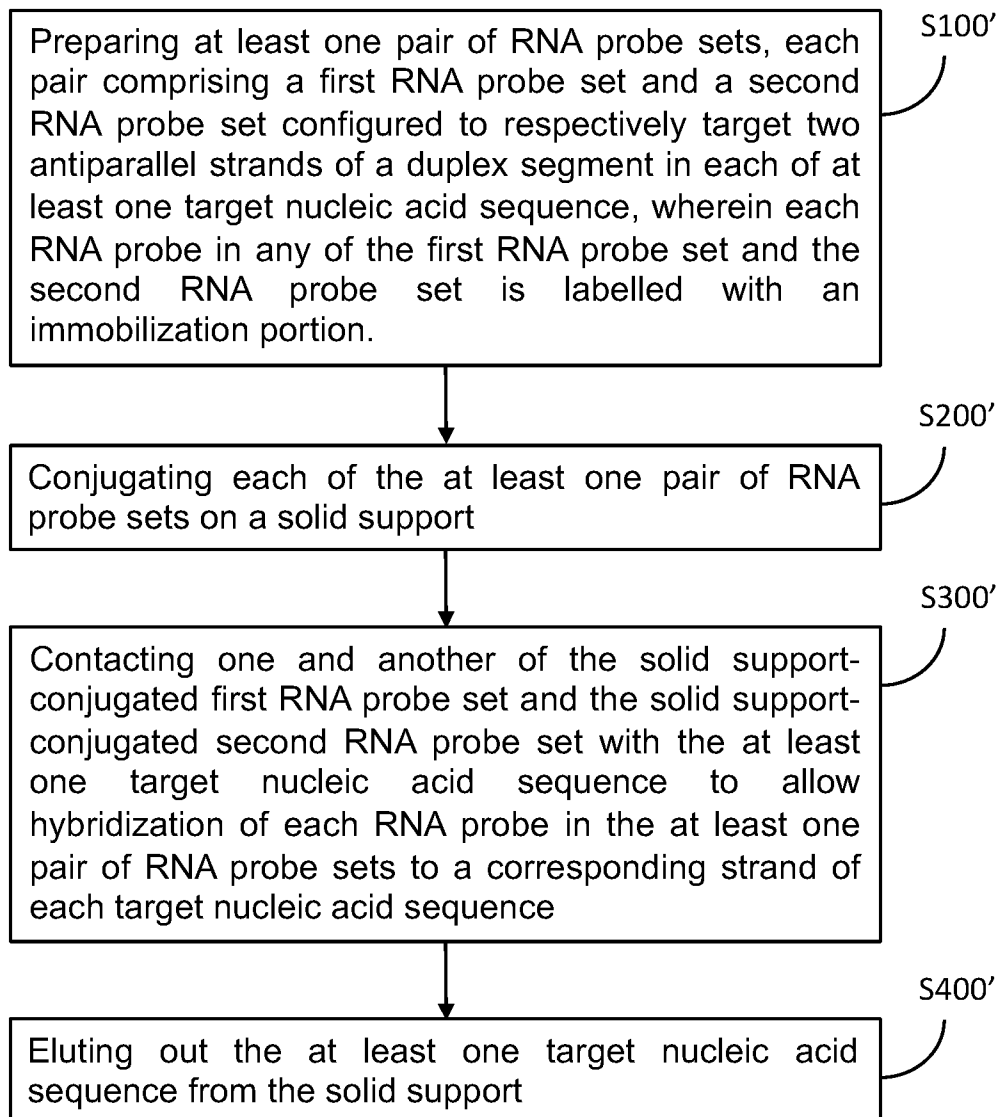 S100’
Preparing at least one pair of RNA probe sets, each
pair comprising a first RNA probe set and a second
RNA probe set configured to respectively target two
antiparallel strands of a duplex segment in each of at
least one target nucleic acid sequence, wherein each
RNA probe in any of the first RNA probe set and the
second RNA probe set is labelled with an
immobilization portion.
S200’
Conjugating each of the at least one pair of RNA
probe sets on a solid support
S300’
Contacting one and another of the solid support-
conjugated first RNA probe set and the solid support-
conjugated second RNA probe set with the at least
one target nucleic acid sequence to allow
hybridization of each RNA probe in the at least one
pair of RNA probe sets to a corresponding strand of
each target nucleic acid sequence
S400’
Eluting out the at least one target nucleic acid
sequence from the solid support